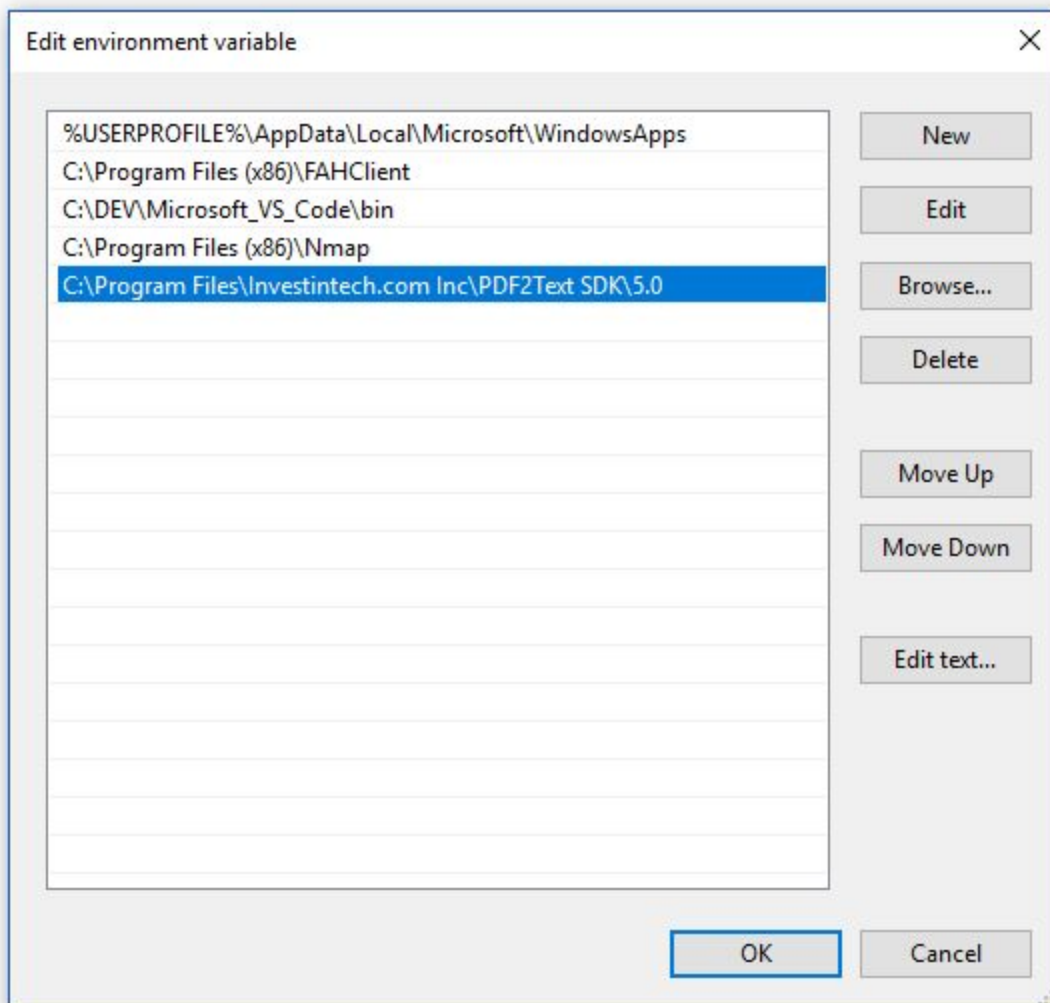 Edit environment variable
%USERPROFILE%\AppData\Local\Microsoft\WindowsApps
C:\Program Files (x86)\FAHClient
C:\DEV\Microsoft_VS_Code\bin
C:\Program Files (x86)\Nmap
C:\Program Files\Investintech.com Inc\PDF2Text SDK\5.0
New
Edit
Browse...
Delete
Move Up
Move Down
Edit text...
OK
Cancel